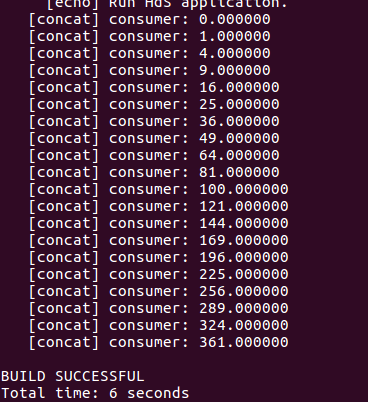 [echo] Run HdS application.
[concat] consumer: 0.000000
[concat] consumer: 1.000000
[concat] consumer: 4.000000
[concat] consumer: 9.000000
[concat] consumer: 16.000000
[concat] consumer: 25.000000
[concat] consumer: 36.000000
[concat] consumer: 49.000000
[concat] consumer: 64.000000
[concat] consumer: 81.000000
[concat] consumer: 100.000000
[concat] consumer: 121.000000
[concat] consumer: 144.000000
[concat] consumer: 169.000000
[concat] consumer: 196.000000
[concat] consumer: 225.000000
[concat] consumer: 256.000000
[concat] consumer: 289.000000
[concat] consumer: 324.000000
[concat] consumer: 361.000000
BUILD SUCCESSFUL
Total time: 6 seconds